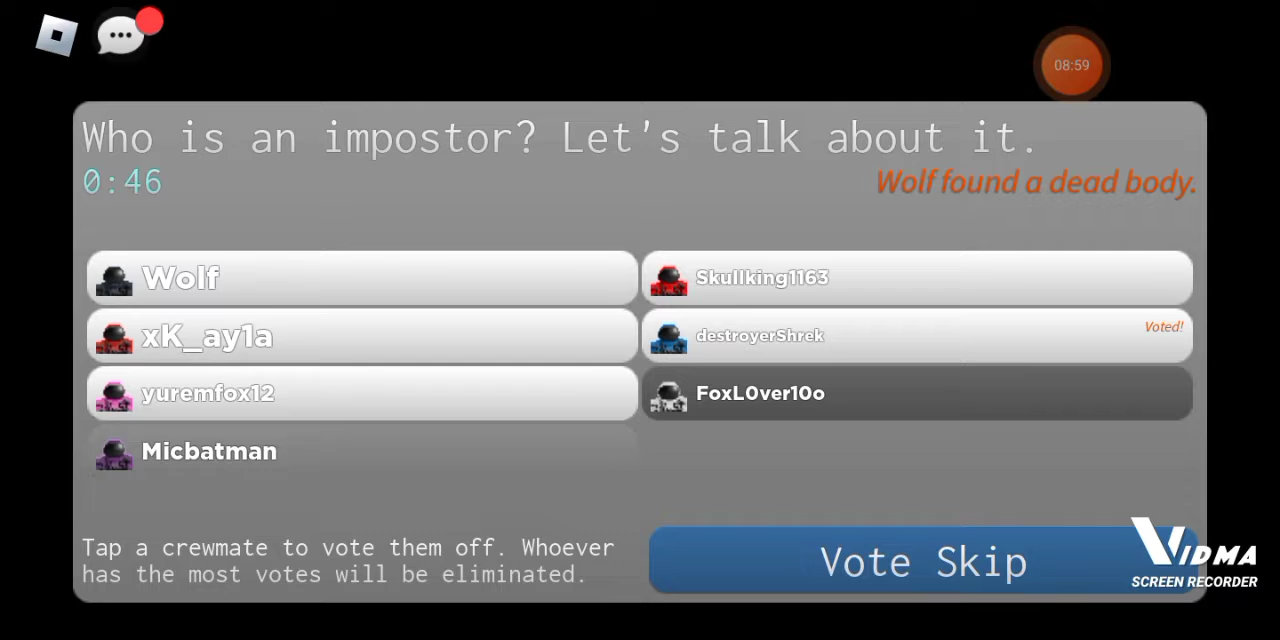 08:59
Who is an impostor? Let's talk about it.
0:46
Wolf found a dead body.
Wolf
Skullking1163
xK_ay1a
destroyerShrek
Voted!
yuremfox12
FoxL0ver10o
Micbatman
Tap a crewmate to vote them off. Whoever
has the most votes will be eliminated.
Vote Skip
VIDMA
SCREEN RECORDER